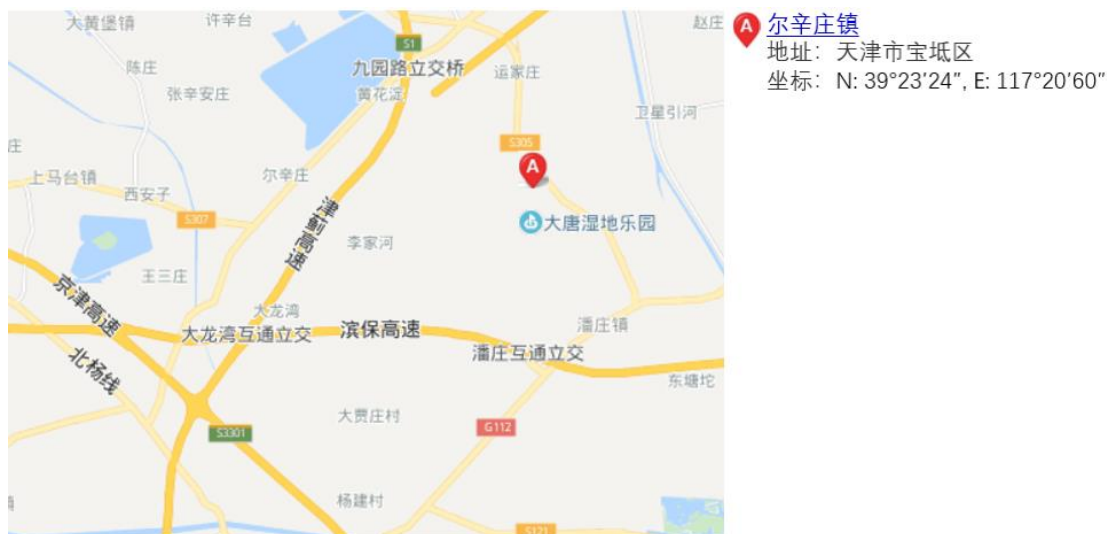 大黄堡镇
许辛台
S1
赵庄
九园路立交桥
陈庄
运家庄
张辛安庄
黄花淀
卫星引河
庄
S305
A
上马台镇
尔辛庄
西安子
S307
大唐湿地乐园
津蓟高速
李家河
王三庄
京津高速
大龙湾
大龙湾互通立交
滨保高速
潘庄镇
潘庄互通立交
北杨线
东塘坨
大贾庄村
G112
S3301
杨建村
S121
A 尔辛庄镇
地址：天津市宝坻区
坐标：N: 39°23′24″, E: 117°20′60″